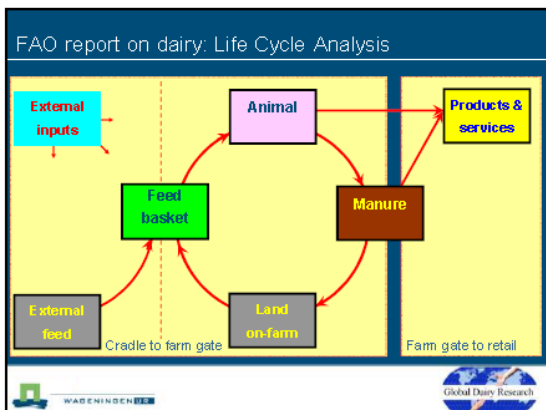 FAO report on dairy: Life Cycle Analysis
External
inputs
Animal
Products &
services
Feed
basket
Manure
External
feed
Land
on-farm
Cradle to farm gate
Farm gate to retail
WAGENINGEN UR
Global Dairy Research